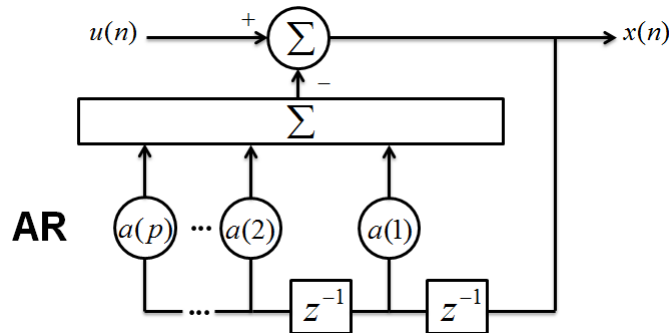 u(n) + Σ x(n)
−
Σ
AR a(p) ... a(2) a(1)
... z⁻¹ z⁻¹